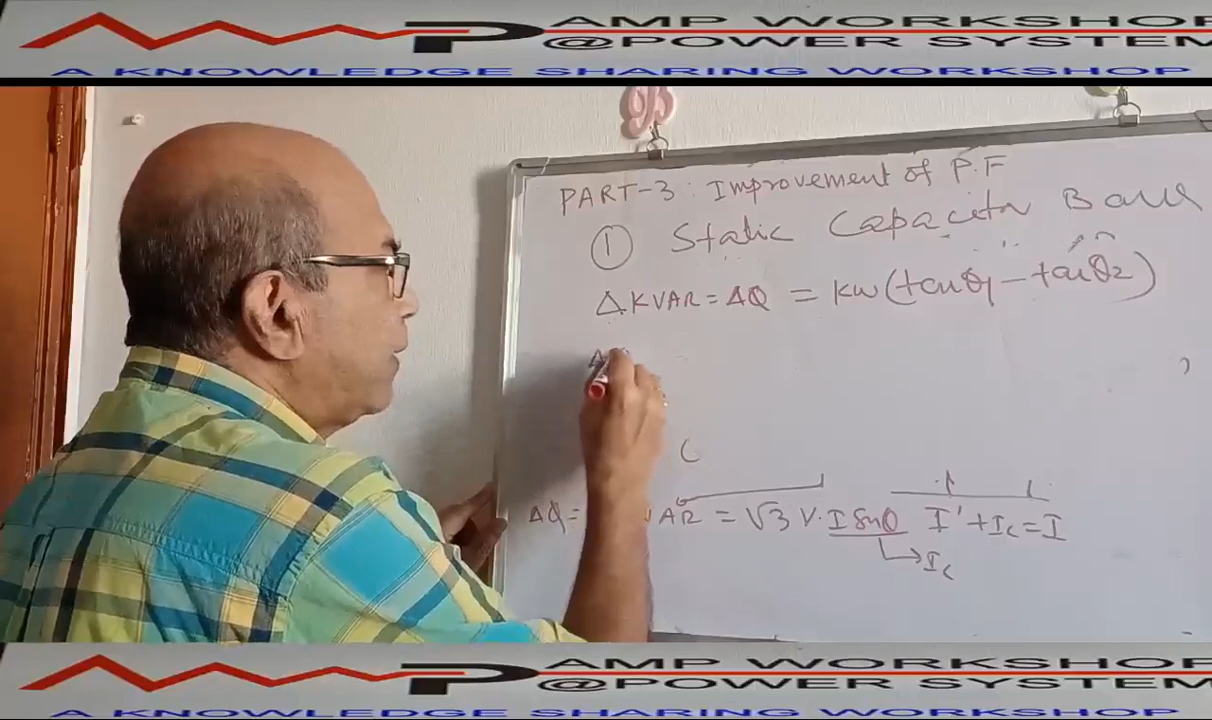 AMP WORKSHOP
@POWER SYSTEM
A KNOWLEDGE SHARING WORKSHOP
PART-3: Improvement of P.F
① Static Capacitor Bank
ΔKVAR = ΔQ = KW (tanθ1 - tanθ2)
Δ
C
ΔQ = AR = √3 V. I Sinθ I' + Ic = I
Ic
AMP WORKSHOP
@POWER SYSTEM
A KNOWLEDGE SHARING WORKSHOP